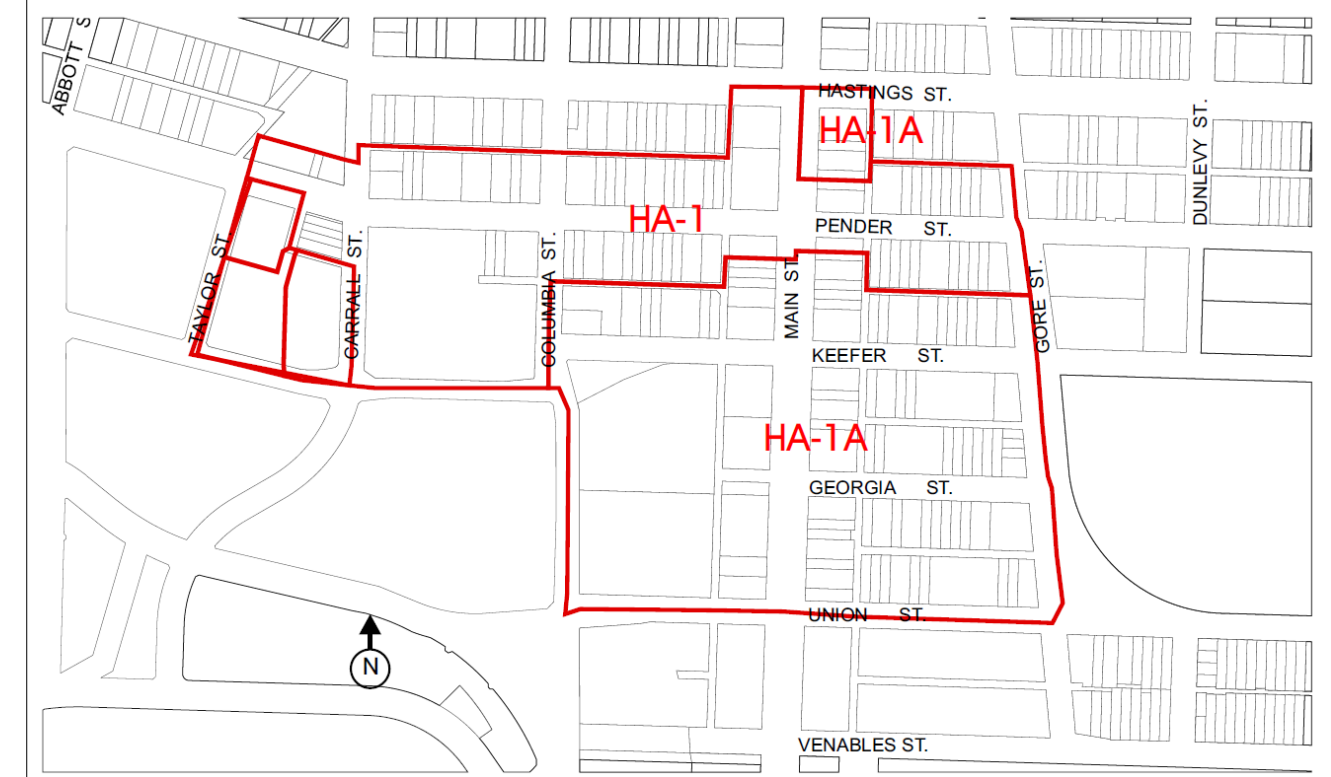 ABBOTT S
HASTINGS ST.
HA-1A
DUNLEVY ST.
HA-1
PENDER ST.
TAYLOR ST.
CARRALL ST.
COLUMBIA ST.
MAIN ST.
GORE ST.
KEEFER ST.
HA-1A
GEORGIA ST.
UNION ST.
N
VENABLES ST.